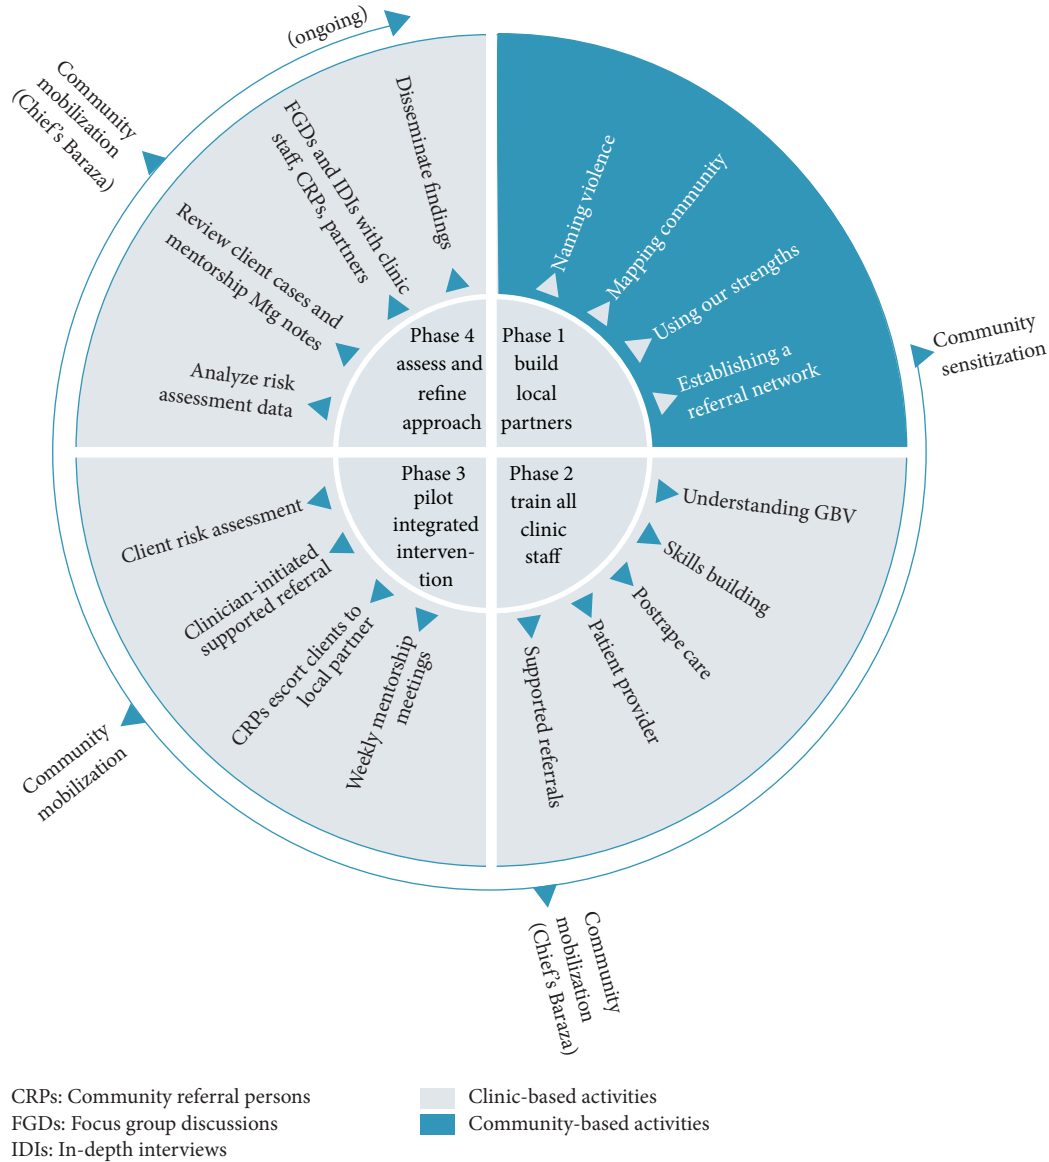 (ongoing)
Community
mobilization
(Chief's Baraza)
Disseminate findings
FGDs and IDIs with clinic
staff, CRPs, partners
Review client cases and
mentorship Mtg notes
Analyze risk
assessment data
Phase 4
assess and
refine
approach
Phase 1
build
local
partners
Naming violence
Mapping community
Using our strengths
Establishing a
referral network
Community
sensitization
Phase 2
train all
clinic
staff
Understanding GBV
Skills building
Postrape care
Patient provider
Supported referrals
Community
mobilization
(Chief's Baraza)
Phase 3
pilot
integrated
interven-
tion
Client risk assessment
Clinician-initiated
supported referral
CRPs escort clients to
local partner
Weekly mentorship
meetings
Community
mobilization
CRPs: Community referral persons
FGDs: Focus group discussions
IDIs: In-depth interviews
Clinic-based activities
Community-based activities